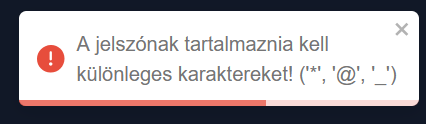 A jelszónak tartalmaznia kell
különleges karaktereket! ('*', '@', '_')